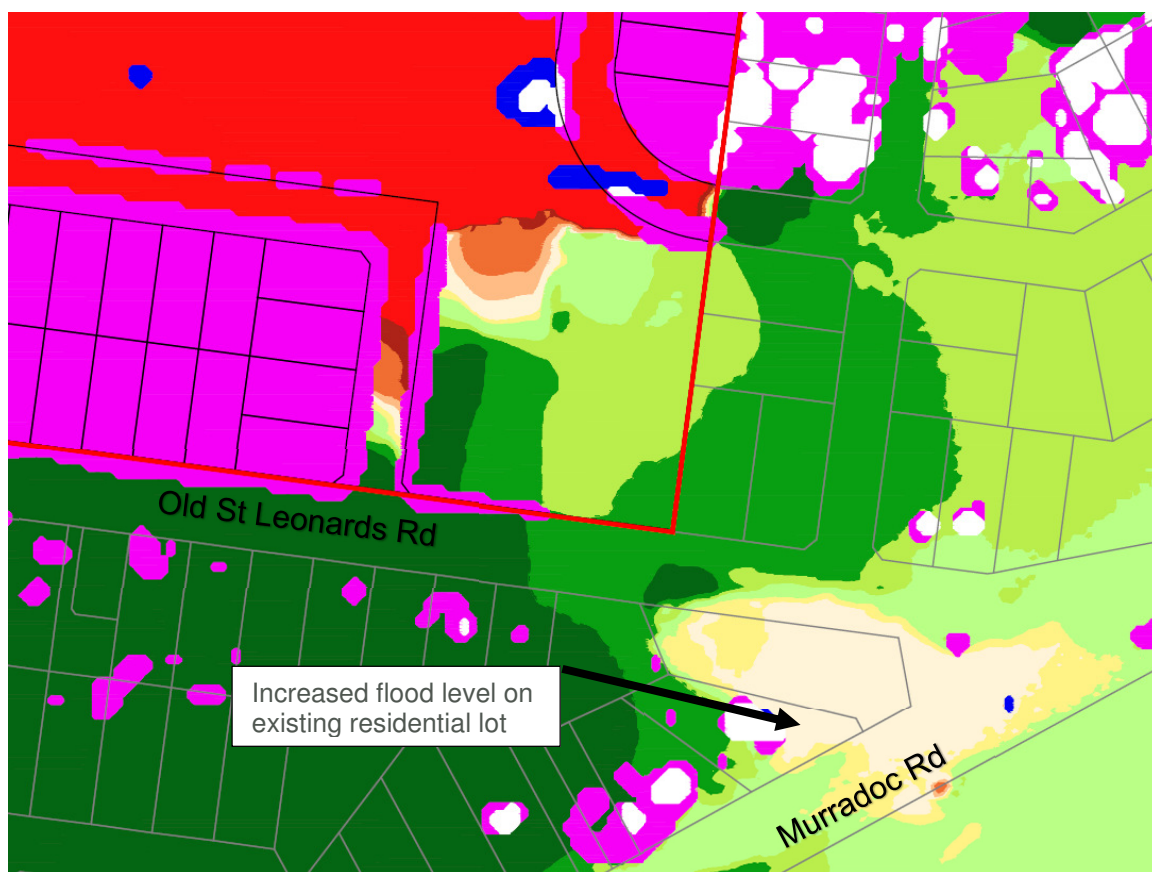 Old St Leonards Rd
Increased flood level on
existing residential lot
Murradoc Rd